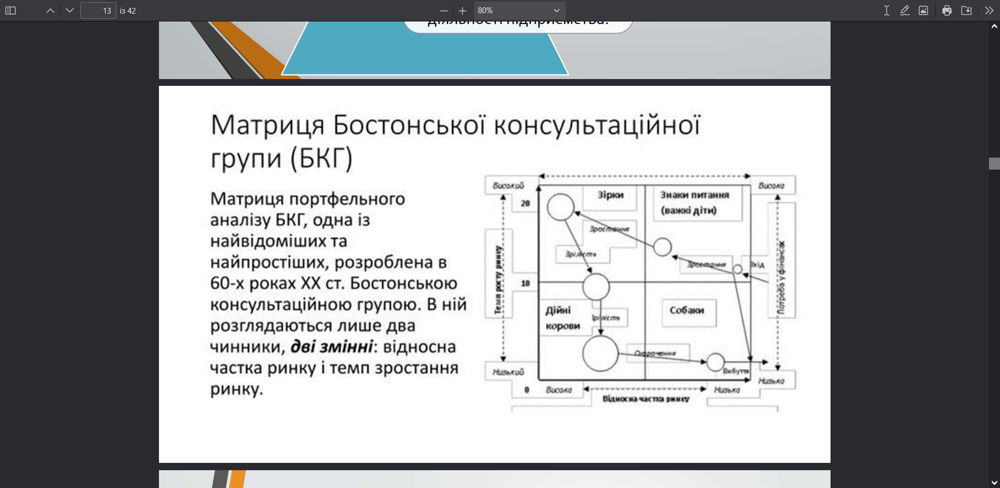 13 із 42
80%
діяльності підприємства.
Матриця Бостонської консультаційної
групи (БКГ)
Матриця портфельного
аналізу БКГ, одна із
найвідоміших та
найпростіших, розроблена в
60-х роках ХХ ст. Бостонською
консультаційною групою. В ній
розглядаються лише два
чинники, дві змінні: відносна
частка ринку і темп зростання
ринку.
Високий
Висока
20
Зірки
Знаки питання
(важкі діти)
Зростання
Зрілість
Зростання
Вхід
Темп росту ринку
Потреба у фінансах
10
Дійні
корови
Зрілість
Собаки
Скорочення
Вибуття
Низький
Низька
0
Висока
Низька
Відносна частка ринку